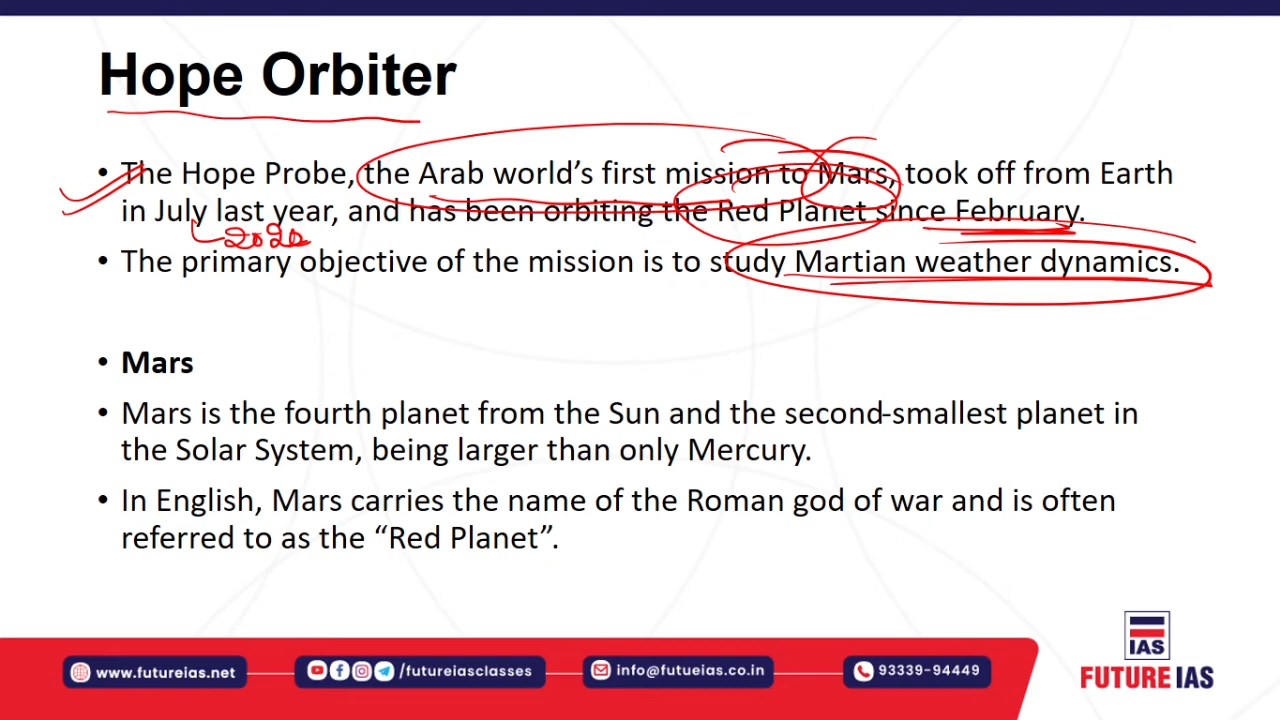 Hope Orbiter
• The Hope Probe, the Arab world’s first mission to Mars, took off from Earth
in July last year, and has been orbiting the Red Planet since February.
2020
• The primary objective of the mission is to study Martian weather dynamics.
• Mars
• Mars is the fourth planet from the Sun and the second-smallest planet in
the Solar System, being larger than only Mercury.
• In English, Mars carries the name of the Roman god of war and is often
referred to as the “Red Planet”.
IAS
FUTURE IAS
www.futureias.net
/futureiasclasses
info@futueias.co.in
93339-94449